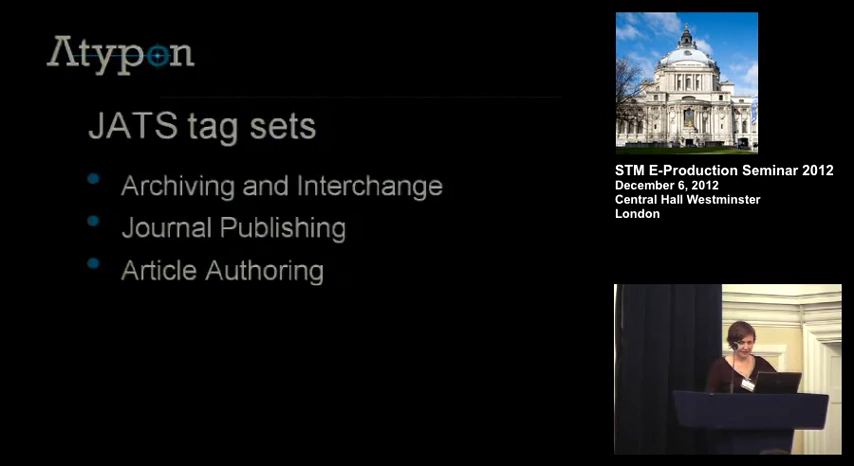 Atypon
JATS tag sets
Archiving and Interchange
Journal Publishing
Article Authoring
STM E-Production Seminar 2012
December 6, 2012
Central Hall Westminster
London